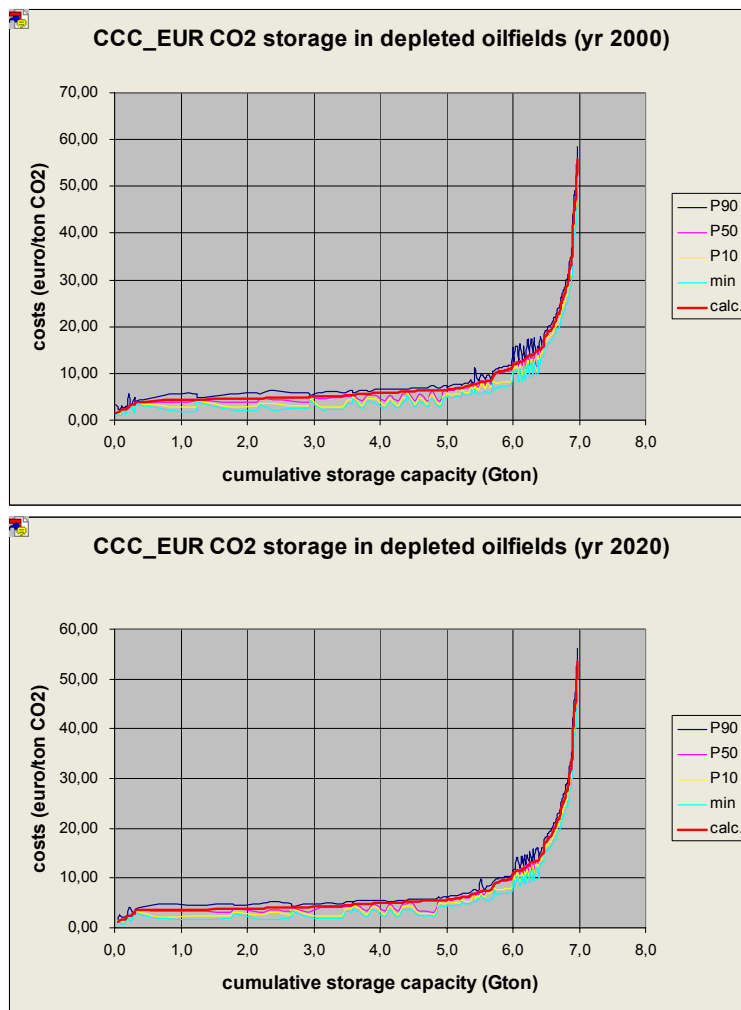 CCC_EUR CO2 storage in depleted oilfields (yr 2000)
70,00
60,00
50,00
40,00
30,00
20,00
10,00
0,00
costs (euro/ton CO2)
0,0 1,0 2,0 3,0 4,0 5,0 6,0 7,0 8,0
cumulative storage capacity (Gton)
P90
P50
P10
min
calc.
CCC_EUR CO2 storage in depleted oilfields (yr 2020)
60,00
50,00
40,00
30,00
20,00
10,00
0,00
costs (euro/ton CO2)
0,0 1,0 2,0 3,0 4,0 5,0 6,0 7,0 8,0
cumulative storage capacity (Gton)
P90
P50
P10
min
calc.